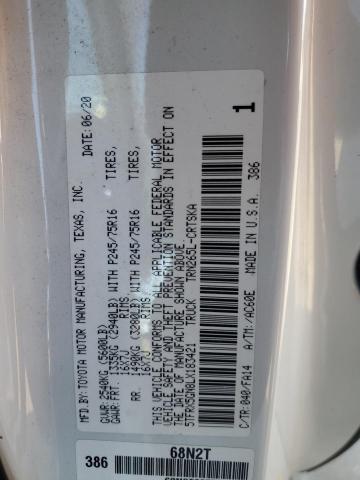 MFD.BY: TOYOTA MOTOR MANUFACTURING, TEXAS, INC. 06/20
GVWR: 2540KG (5600LB)
GAWR: FRT. 1335KG (2940LB) WITH P245/75R16 TIRES,
16X7J RIMS,
RR. 1490KG (3280LB) WITH P245/75R16 TIRES,
16X7J RIMS,
THIS VEHICLE CONFORMS TO ALL APPLICABLE FEDERAL MOTOR
VEHICLE SAFETY AND THEFT PREVENTION STANDARDS IN EFFECT ON
THE DATE OF MANUFACTURE SHOWN ABOVE.
5TFRX5GN8LX183421 TRUCK TRN265L-CRTSKA
386 1
C/TR:040/FA14 A/TM:/AC60E MADE IN U.S.A.
386 68N2T